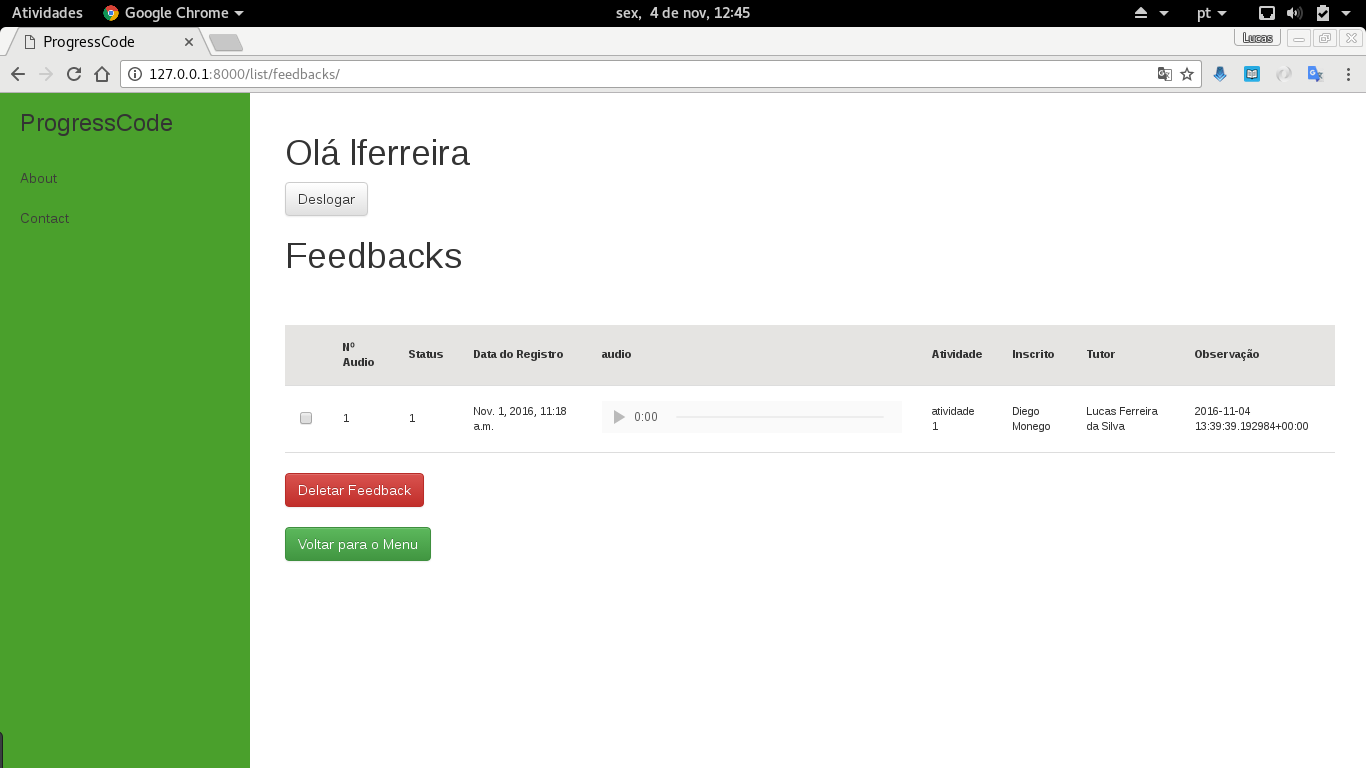 Atividades Google Chrome sex, 4 de nov, 12:45 pt
ProgressCode Lucas
127.0.0.1:8000/list/feedbacks/
ProgressCode
About
Contact
Olá lferreira
Deslogar
Feedbacks
Nº
Audio
Status
Data do Registro
audio
Atividade
Inscrito
Tutor
Observação
1
1
Nov. 1, 2016, 11:18
a.m.
0:00
atividade
1
Diego
Monego
Lucas Ferreira
da Silva
2016-11-04
13:39:39.192984+00:00
Deletar Feedback
Voltar para o Menu